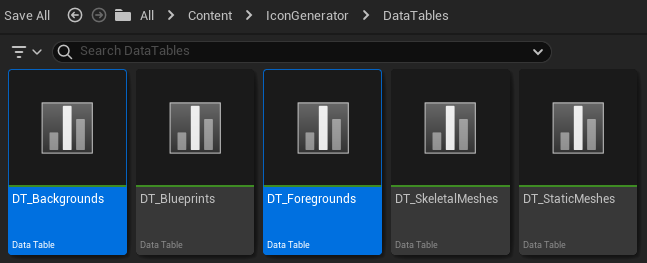 Save All All Content IconGenerator DataTables
Search DataTables
DT_Backgrounds DT_Blueprints DT_Foregrounds DT_SkeletalMeshes DT_StaticMeshes
Data Table Data Table Data Table Data Table Data Table